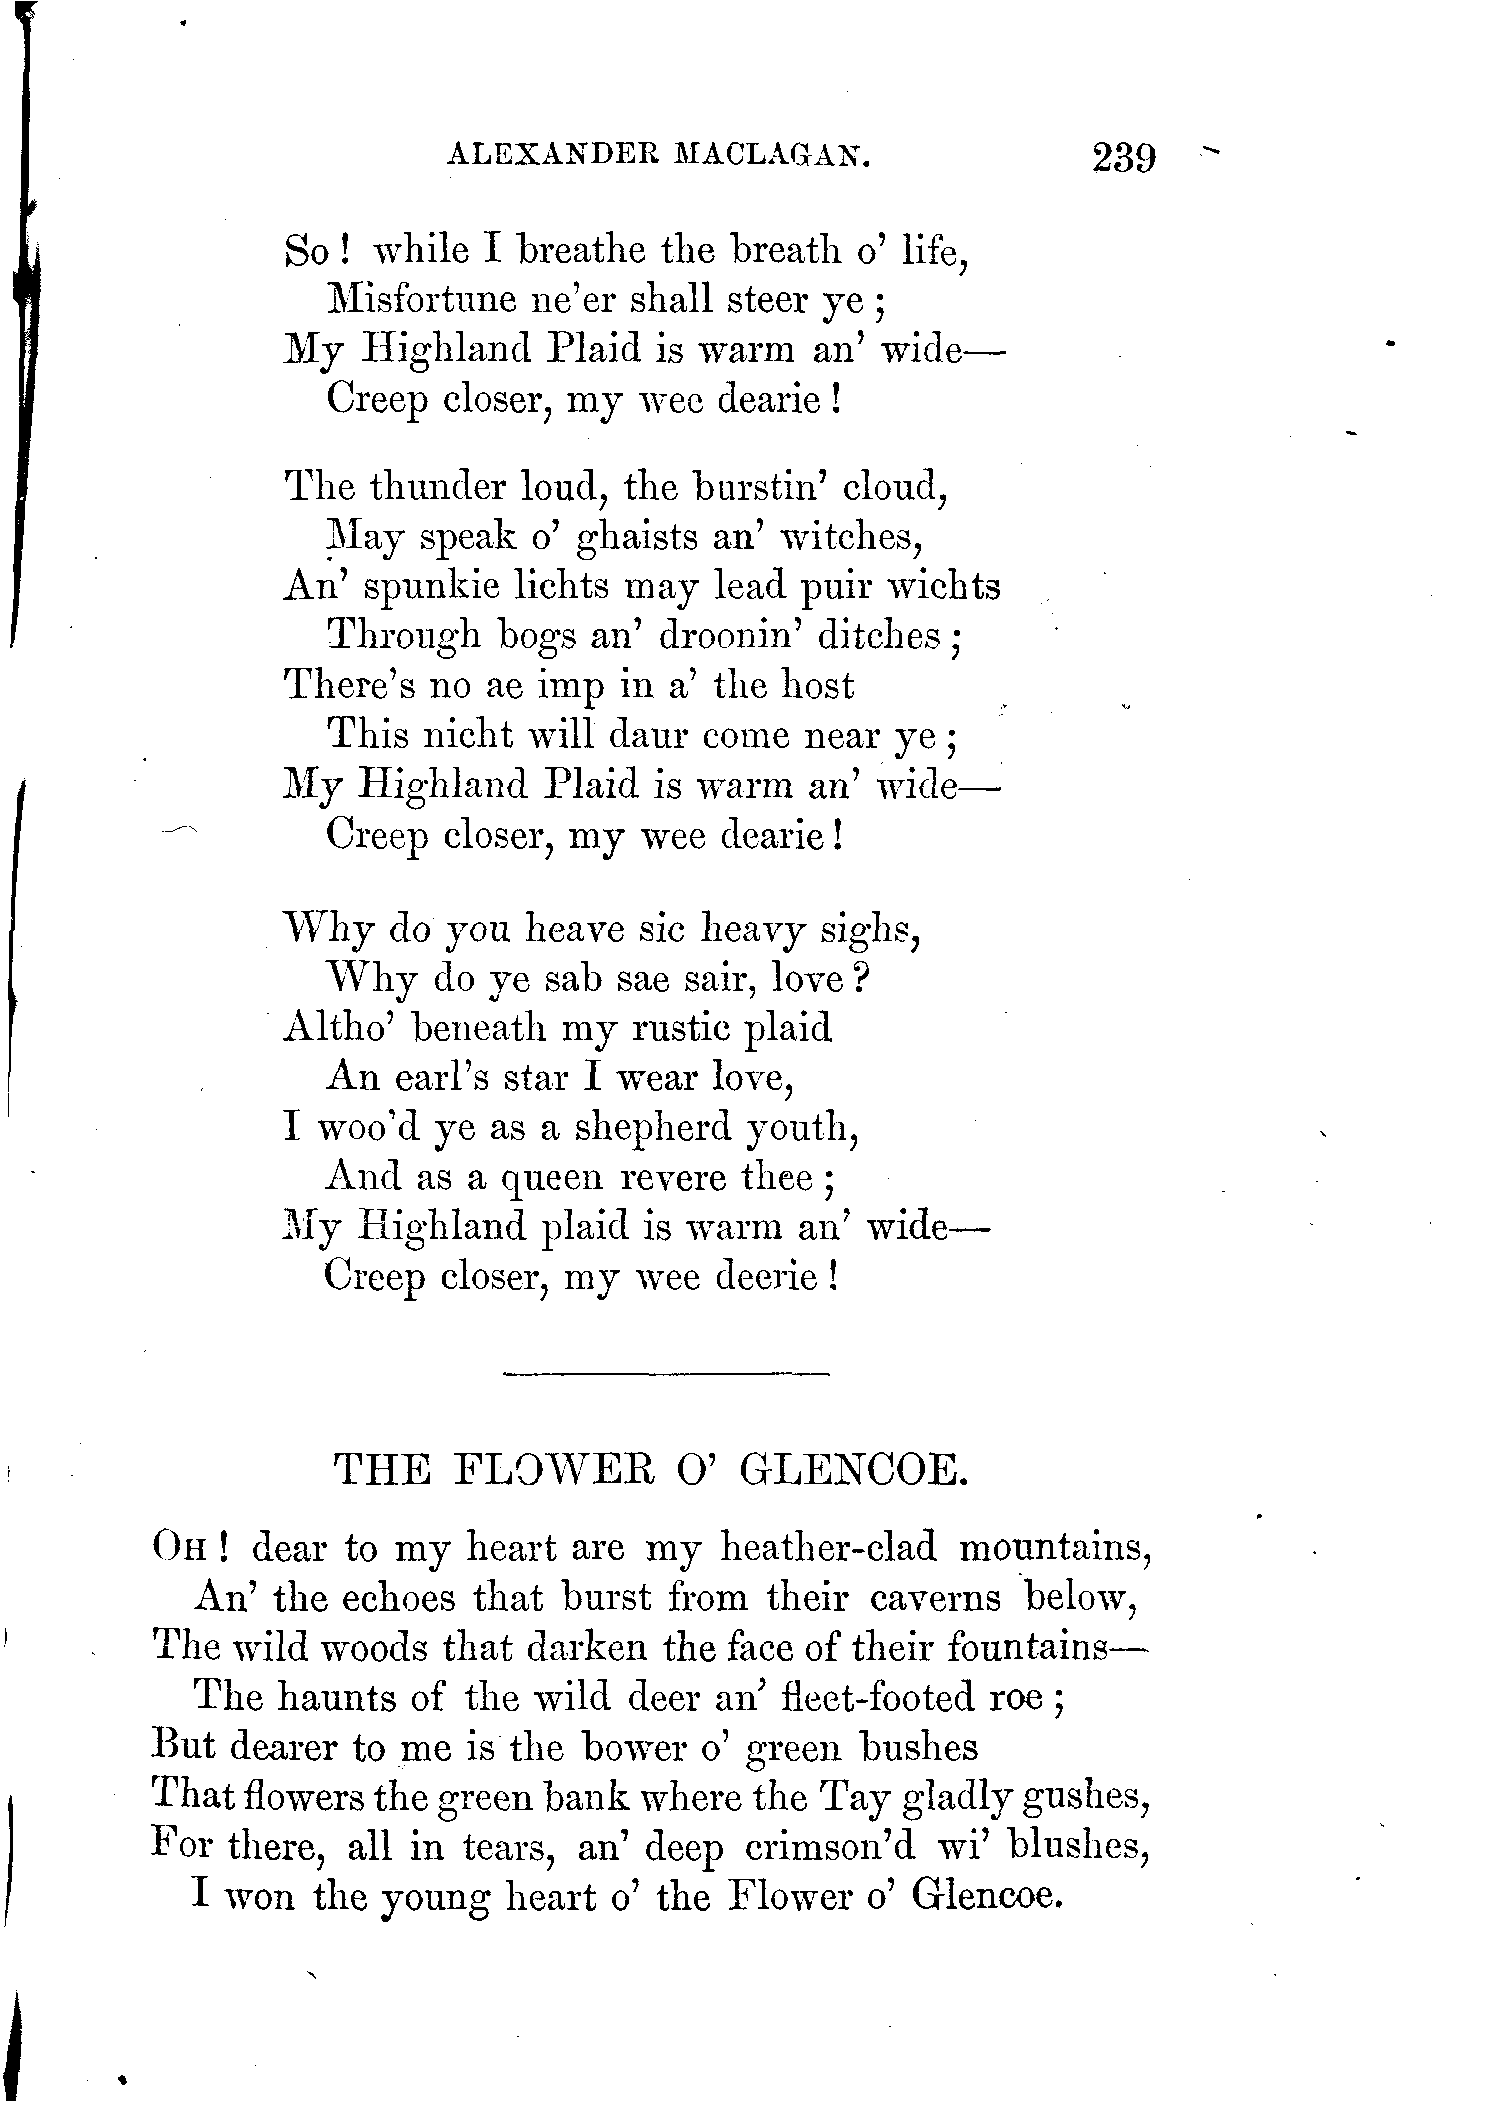 ALEXANDER MACLAGAN. 239
So! while I breathe the breath o' life,
Misfortune ne'er shall steer ye;
My Highland Plaid is warm an' wide—
Creep closer, my wee dearie!
The thunder loud, the burstin' cloud,
May speak o' ghaists an' witches,
An' spunkie lichts may lead puir wichts
Through bogs an' droonin' ditches;
There's no ae imp in a' the host
This nicht will daur come near ye;
My Highland Plaid is warm an' wide—
Creep closer, my wee dearie!
Why do you heave sic heavy sighs,
Why do ye sab sae sair, love?
Altho' beneath my rustic plaid
An earl's star I wear love,
I woo'd ye as a shepherd youth,
And as a queen revere thee;
My Highland plaid is warm an' wide—
Creep closer, my wee deerie!
THE FLOWER O' GLENCOE.
OH! dear to my heart are my heather-clad mountains,
An' the echoes that burst from their caverns below,
The wild woods that darken the face of their fountains—
The haunts of the wild deer an' fleet-footed roe;
But dearer to me is the bower o' green bushes
That flowers the green bank where the Tay gladly gushes,
For there, all in tears, an' deep crimson'd wi' blushes,
I won the young heart o' the Flower o' Glencoe.